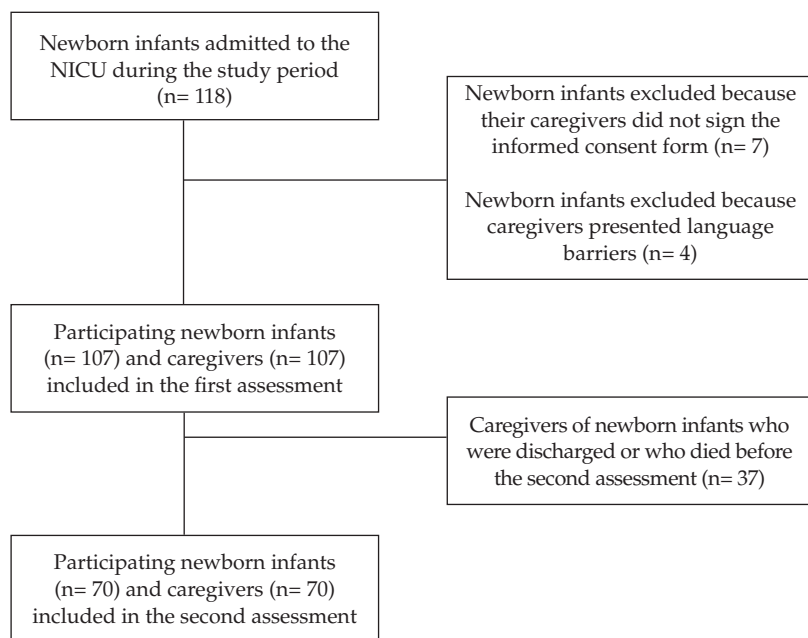 Newborn infants admitted to the
NICU during the study period
(n= 118)
Newborn infants excluded because
their caregivers did not sign the
informed consent form (n= 7)
Newborn infants excluded because
caregivers presented language
barriers (n= 4)
Participating newborn infants
(n= 107) and caregivers (n= 107)
included in the first assessment
Caregivers of newborn infants who
were discharged or who died before
the second assessment (n= 37)
Participating newborn infants
(n= 70) and caregivers (n= 70)
included in the second assessment